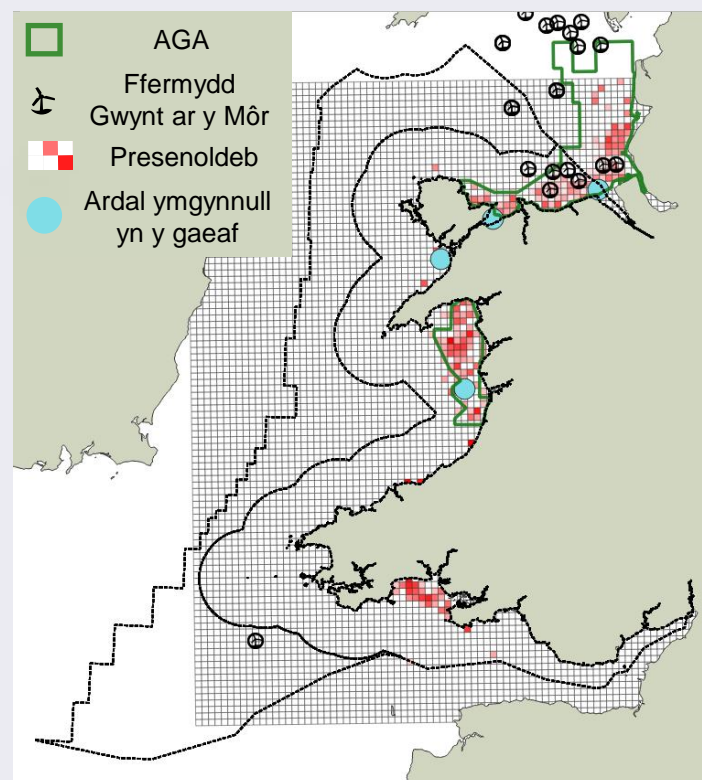 AGA
Ffermydd
Gwynt ar y Môr
Presenoldeb
Ardal ymgynnull
yn y gaeaf